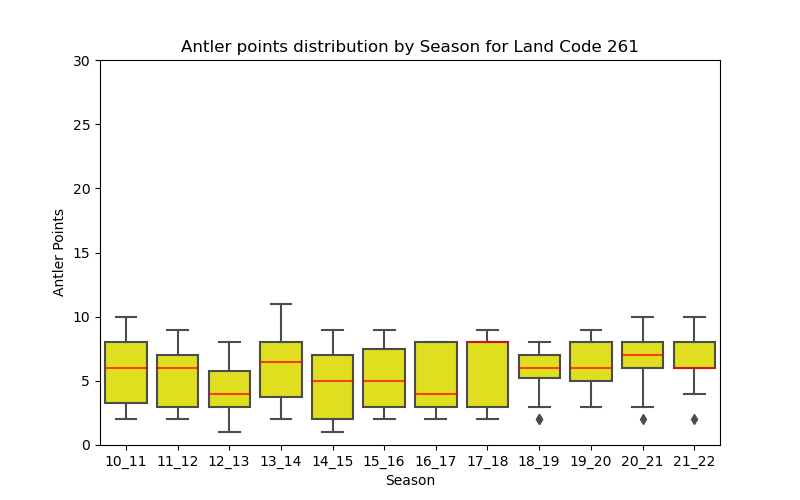 Antler points distribution by Season for Land Code 261
30
25
20
15
10
5
0
Antler Points
10_11 11_12 12_13 13_14 14_15 15_16 16_17 17_18 18_19 19_20 20_21 21_22
Season